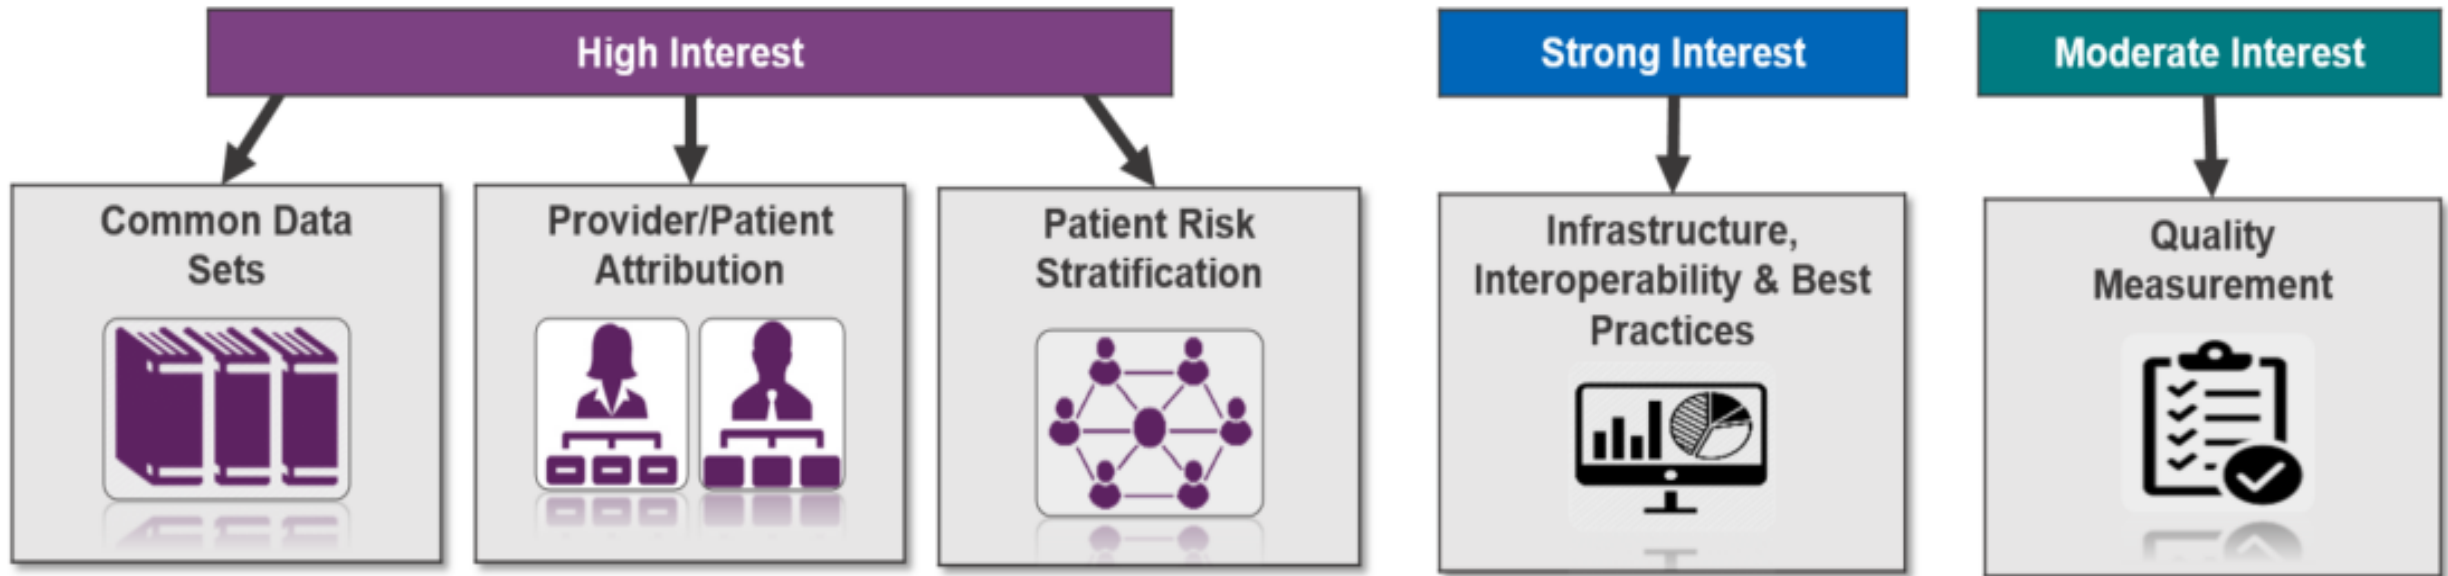 High Interest
Strong Interest
Moderate Interest
Common Data
Sets
Provider/Patient
Attribution
Patient Risk
Stratification
Infrastructure,
Interoperability & Best
Practices
Quality
Measurement